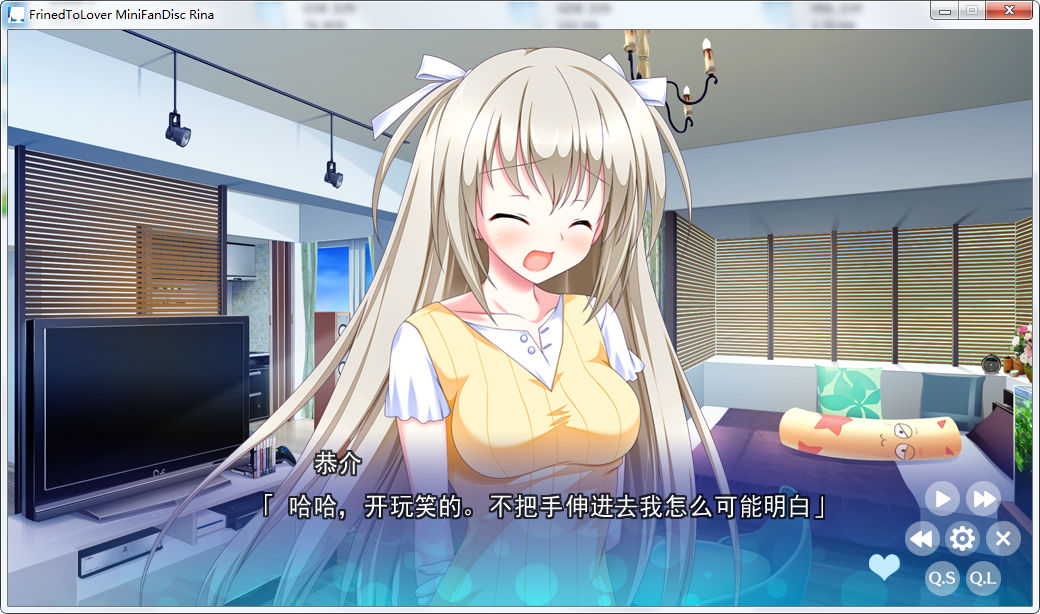 FrinedToLover MiniFanDisc Rina
恭介
「 哈哈，开玩笑的。不把手伸进去我怎么可能明白」
Q.S
Q.L